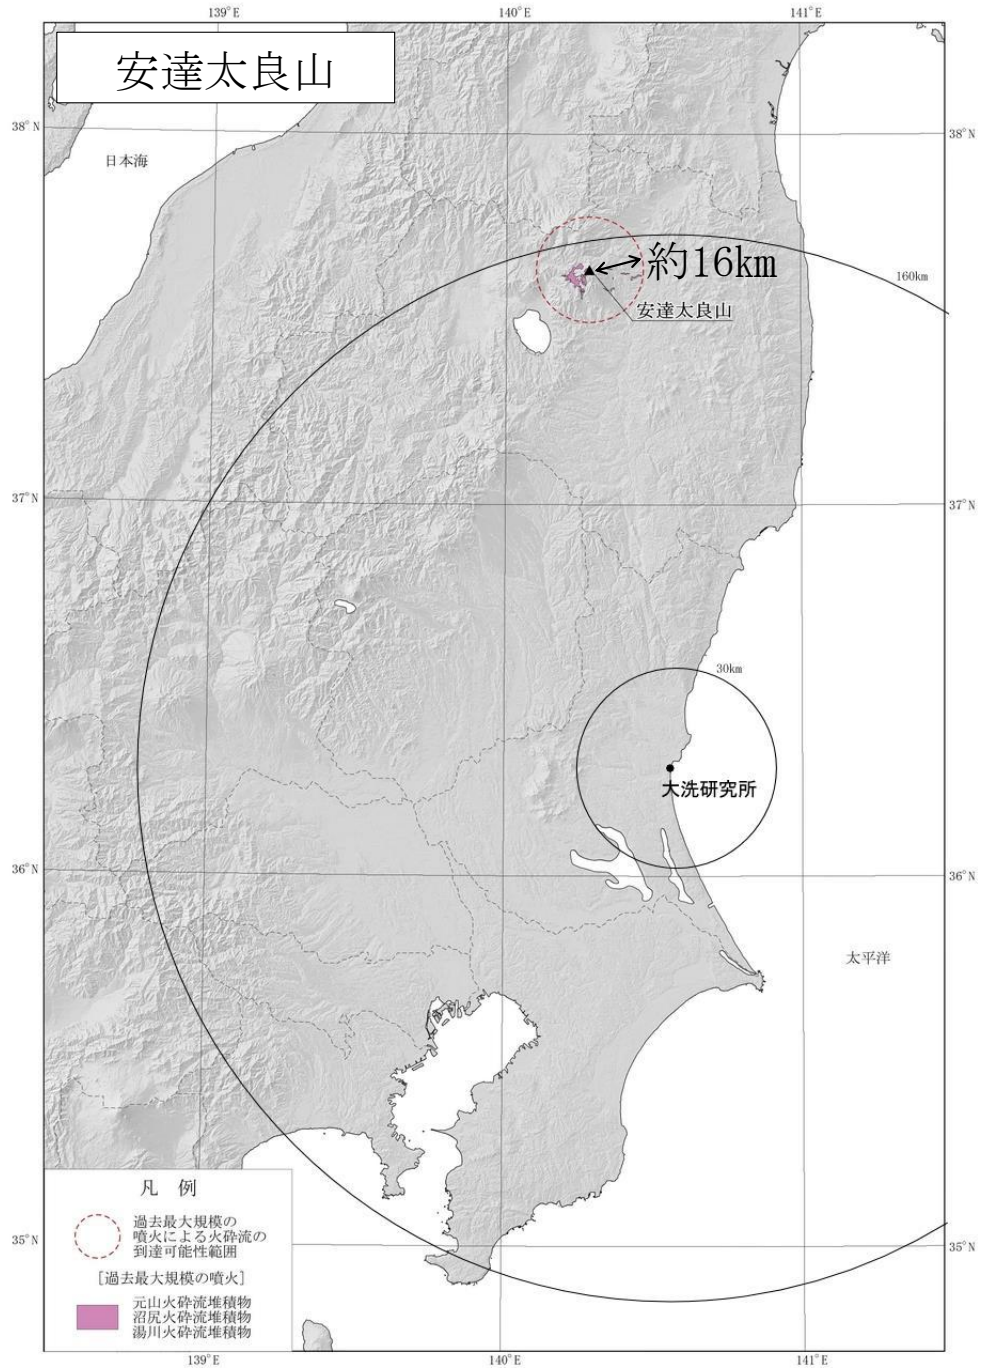 139°E
140°E
141°E
安達太良山
38°N
38°N
日本海
約16km
160km
安達太良山
37°N
37°N
30km
大洗研究所
36°N
36°N
太平洋
凡 例
過去最大規模の
噴火による火砕流の
到達可能性範囲
[過去最大規模の噴火]
元山火砕流堆積物
沼尻火砕流堆積物
湯川火砕流堆積物
35°N
35°N
139°E
140°E
141°E